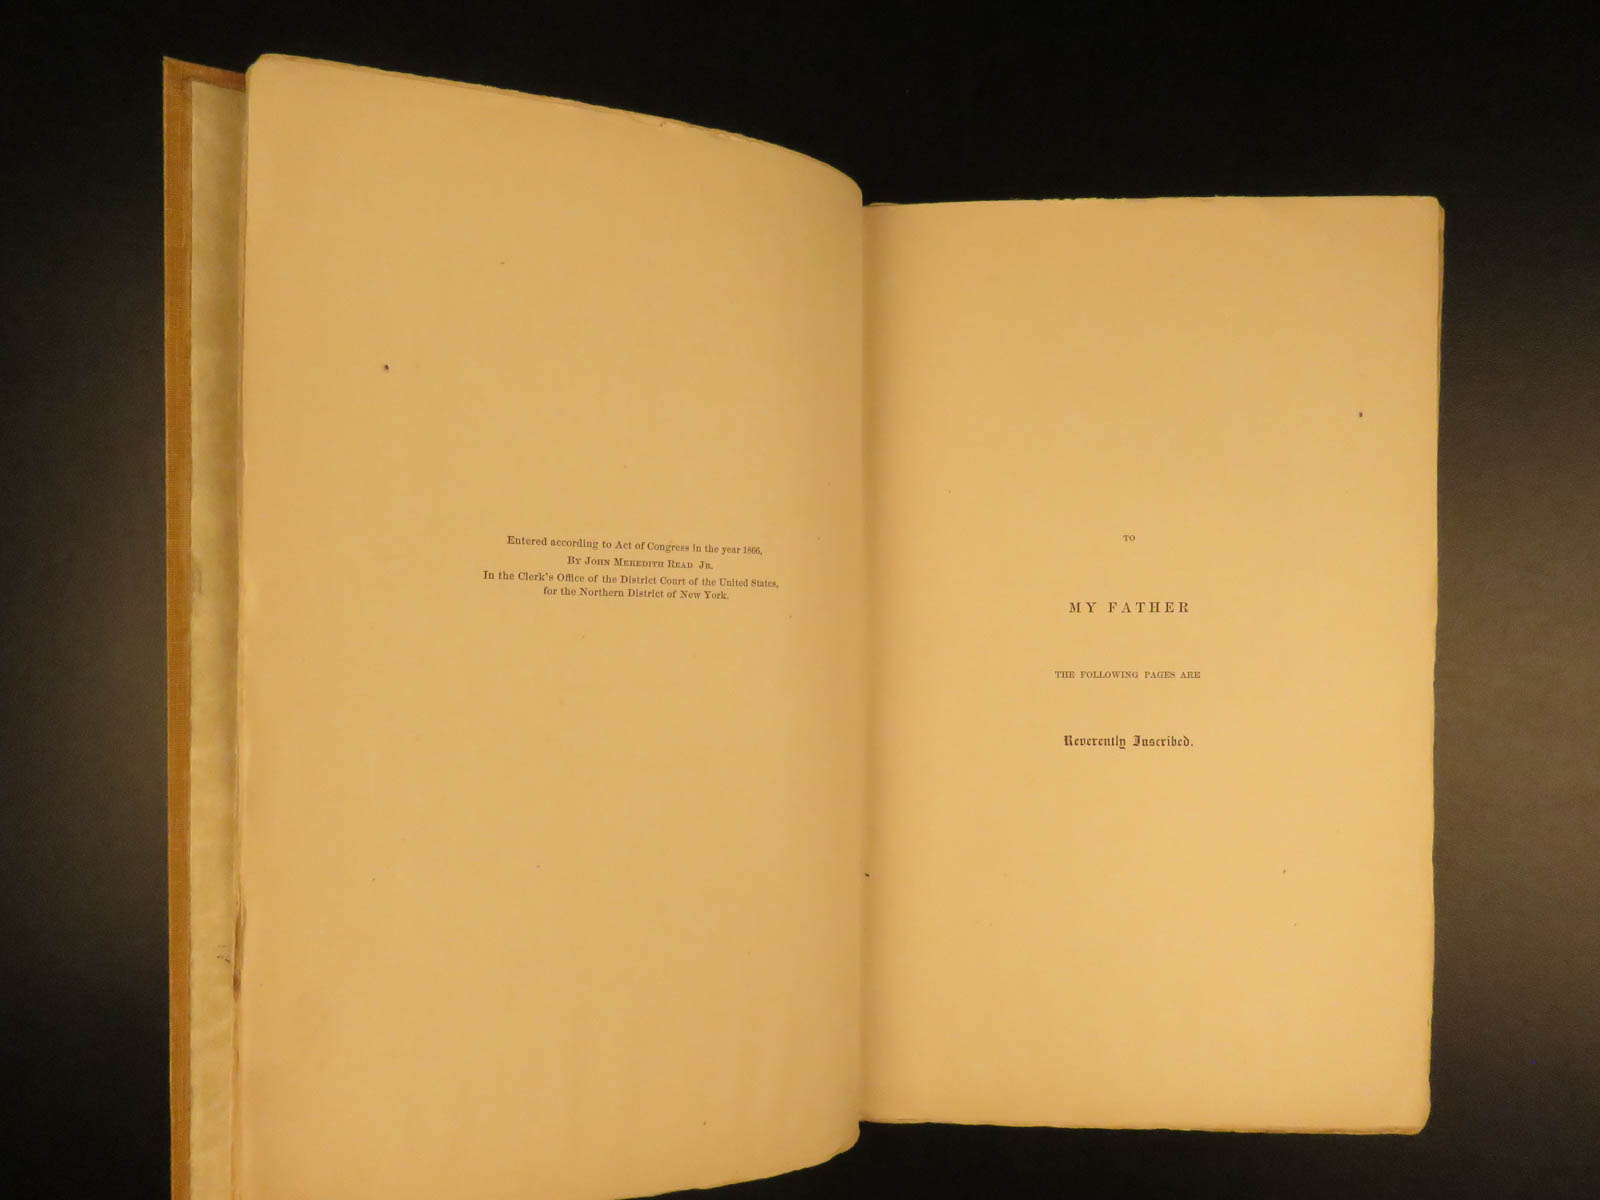 Entered according to Act of Congress in the year 1866,
By John Meredith Read Jr.
In the Clerk's Office of the District Court of the United States,
for the Northern District of New York.
TO
MY FATHER
THE FOLLOWING PAGES ARE
Reverently Inscribed.